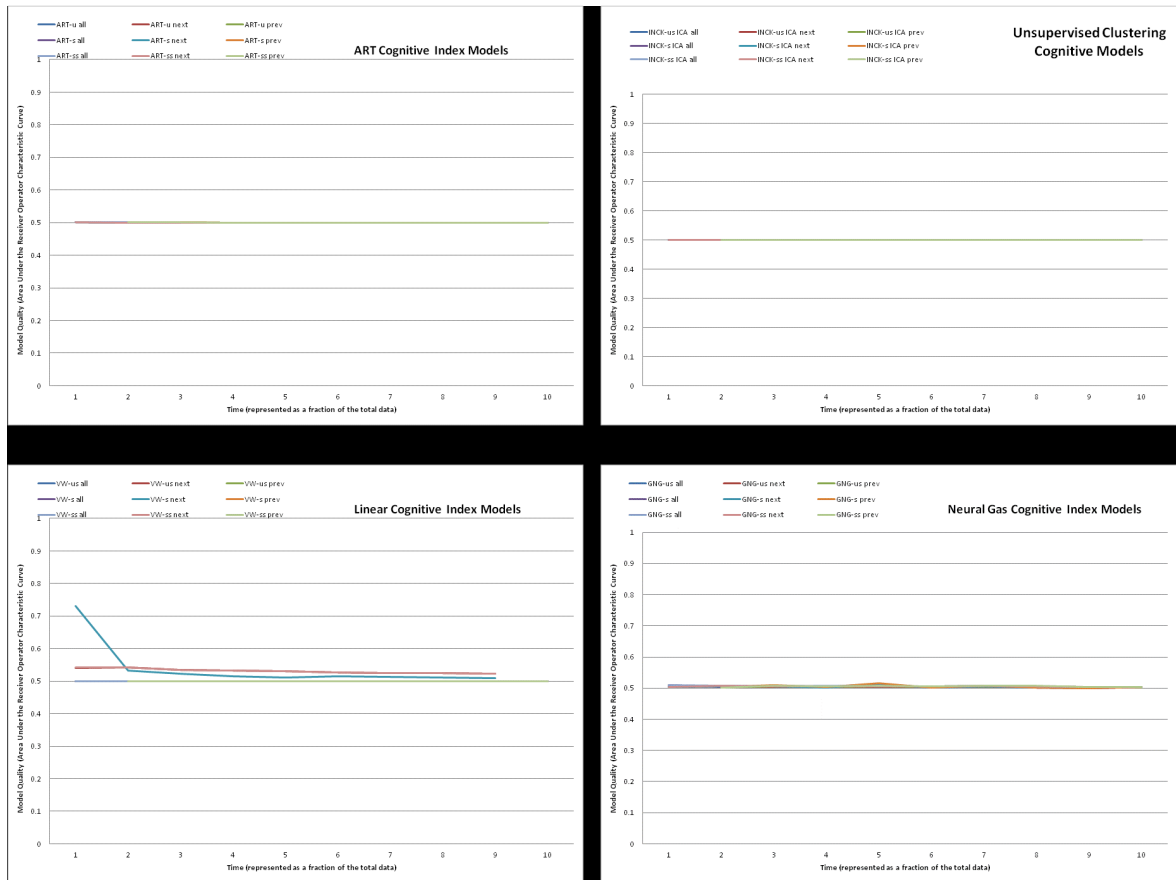 ART-u all ART-u next ART-u prev
ART-s all ART-s next ART-s prev
ART-ss all ART-ss next ART-ss prev
ART Cognitive Index Models
Model Quality (Area Under the Receiver Operator Characteristic Curve)
1
0.9
0.8
0.7
0.6
0.5
0.4
0.3
0.2
0.1
0
1 2 3 4 5 6 7 8 9 10
Time (represented as a fraction of the total data)
INCK-us ICA all INCK-us ICA next INCK-us ICA prev
INCK-s ICA all INCK-s ICA next INCK-s ICA prev
INCK-ss ICA all INCK-ss ICA next INCK-ss ICA prev
Unsupervised Clustering
Cognitive Models
Model Quality (Area Under the Receiver Operator Characteristic Curve)
1
0.9
0.8
0.7
0.6
0.5
0.4
0.3
0.2
0.1
0
1 2 3 4 5 6 7 8 9 10
Time (represented as a fraction of the total data)
VW-us all VW-us next VW-us prev
VW-s all VW-s next VW-s prev
VW-ss all VW-ss next VW-ss prev
Linear Cognitive Index Models
Model Quality (Area Under the Receiver Operator Characteristic Curve)
1
0.9
0.8
0.7
0.6
0.5
0.4
0.3
0.2
0.1
0
1 2 3 4 5 6 7 8 9 10
Time (represented as a fraction of the total data)
GNG-us all GNG-us next GNG-us prev
GNG-s all GNG-s next GNG-s prev
GNG-ss all GNG-ss next GNG-ss prev
Neural Gas Cognitive Index Models
Model Quality (Area Under the Receiver Operator Characteristic Curve)
1
0.9
0.8
0.7
0.6
0.5
0.4
0.3
0.2
0.1
0
1 2 3 4 5 6 7 8 9 10
Time (represented as a fraction of the total data)